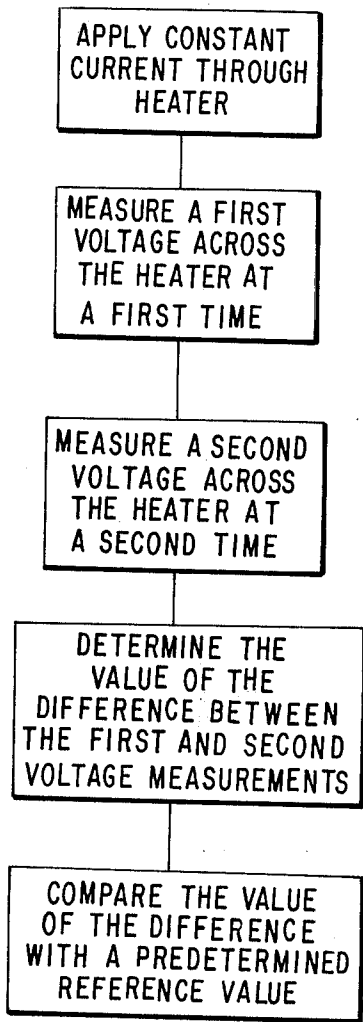 APPLY CONSTANT
CURRENT THROUGH
HEATER
MEASURE A FIRST
VOLTAGE ACROSS
THE HEATER AT
A FIRST TIME
MEASURE A SECOND
VOLTAGE ACROSS
THE HEATER AT
A SECOND TIME
DETERMINE THE
VALUE OF THE
DIFFERENCE BETWEEN
THE FIRST AND SECOND
VOLTAGE MEASUREMENTS
COMPARE THE VALUE
OF THE DIFFERENCE
WITH A PREDETERMINED
REFERENCE VALUE